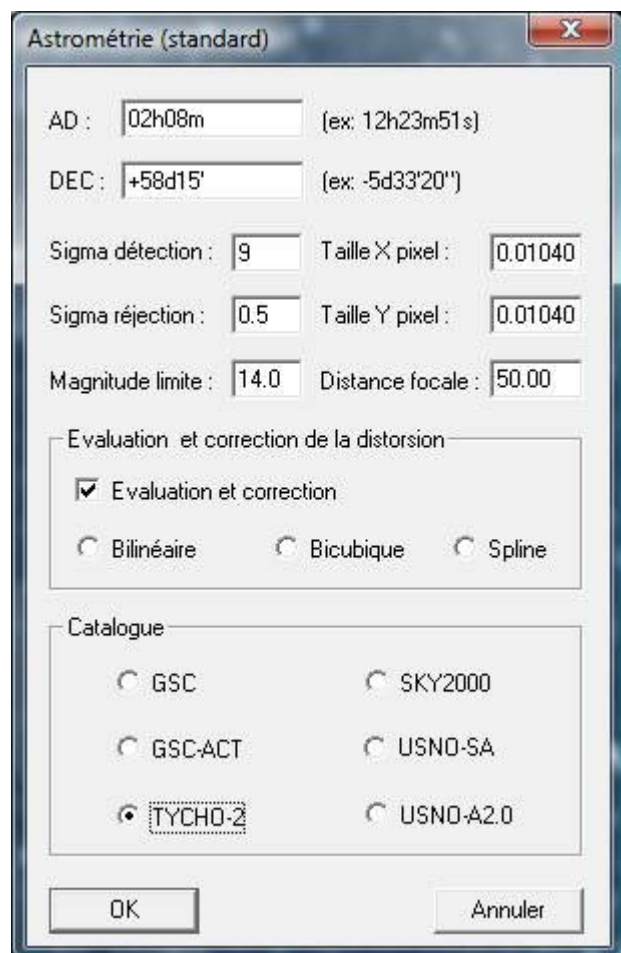 Astrométrie (standard)
AD : 02h08m (ex: 12h23m51s)
DEC : +58d15' (ex: -5d33'20'')
Sigma détection : 9 Taille X pixel : 0.01040
Sigma réjection : 0.5 Taille Y pixel : 0.01040
Magnitude limite : 14.0 Distance focale : 50.00
Evaluation et correction de la distorsion
Evaluation et correction
Bilinéaire Bicubique Spline
Catalogue
GSC SKY2000
GSC-ACT USNO-SA
TYCHO-2 USNO-A2.0
OK Annuler